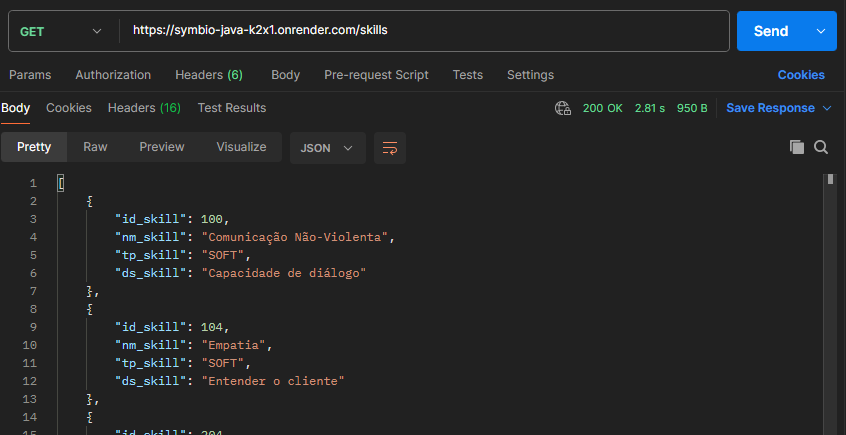 GET https://symbio-java-k2x1.onrender.com/skills Send
Params Authorization Headers (6) Body Pre-request Script Tests Settings Cookies
Body Cookies Headers (16) Test Results 200 OK 2.81 s 950 B Save Response
Pretty Raw Preview Visualize JSON
1 [
2 {
3 "id_skill": 100,
4 "nm_skill": "Comunicação Não-Violenta",
5 "tp_skill": "SOFT",
6 "ds_skill": "Capacidade de diálogo"
7 },
8 {
9 "id_skill": 104,
10 "nm_skill": "Empatia",
11 "tp_skill": "SOFT",
12 "ds_skill": "Entender o cliente"
13 },
14 {
15 "id_skill": 204